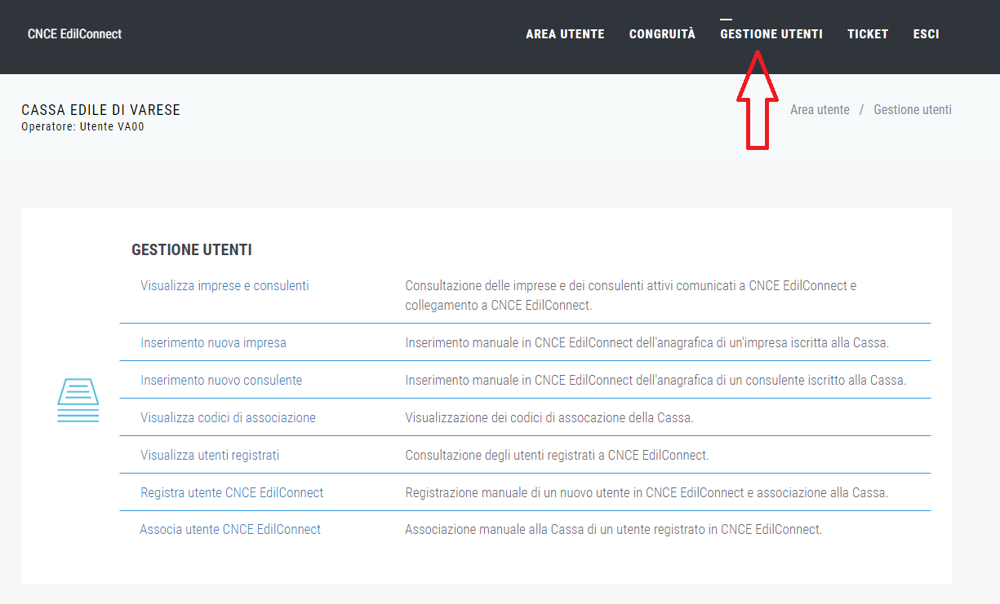 CNCE EdilConnect
AREA UTENTE
CONGRUITÀ
GESTIONE UTENTI
TICKET
ESCI
CASSA EDILE DI VARESE
Operatore: Utente VA00
Area utente / Gestione utenti
GESTIONE UTENTI
Visualizza imprese e consulenti
Consultazione delle imprese e dei consulenti attivi comunicati a CNCE EdilConnect e
collegamento a CNCE EdilConnect.
Inserimento nuova impresa
Inserimento manuale in CNCE EdilConnect dell'anagrafica di un'impresa iscritta alla Cassa.
Inserimento nuovo consulente
Inserimento manuale in CNCE EdilConnect dell'anagrafica di un consulente iscritto alla Cassa.
Visualizza codici di associazione
Visualizzazione dei codici di assocazione della Cassa.
Visualizza utenti registrati
Consultazione degli utenti registrati a CNCE EdilConnect.
Registra utente CNCE EdilConnect
Registrazione manuale di un nuovo utente in CNCE EdilConnect e associazione alla Cassa.
Associa utente CNCE EdilConnect
Associazione manuale alla Cassa di un utente registrato in CNCE EdilConnect.